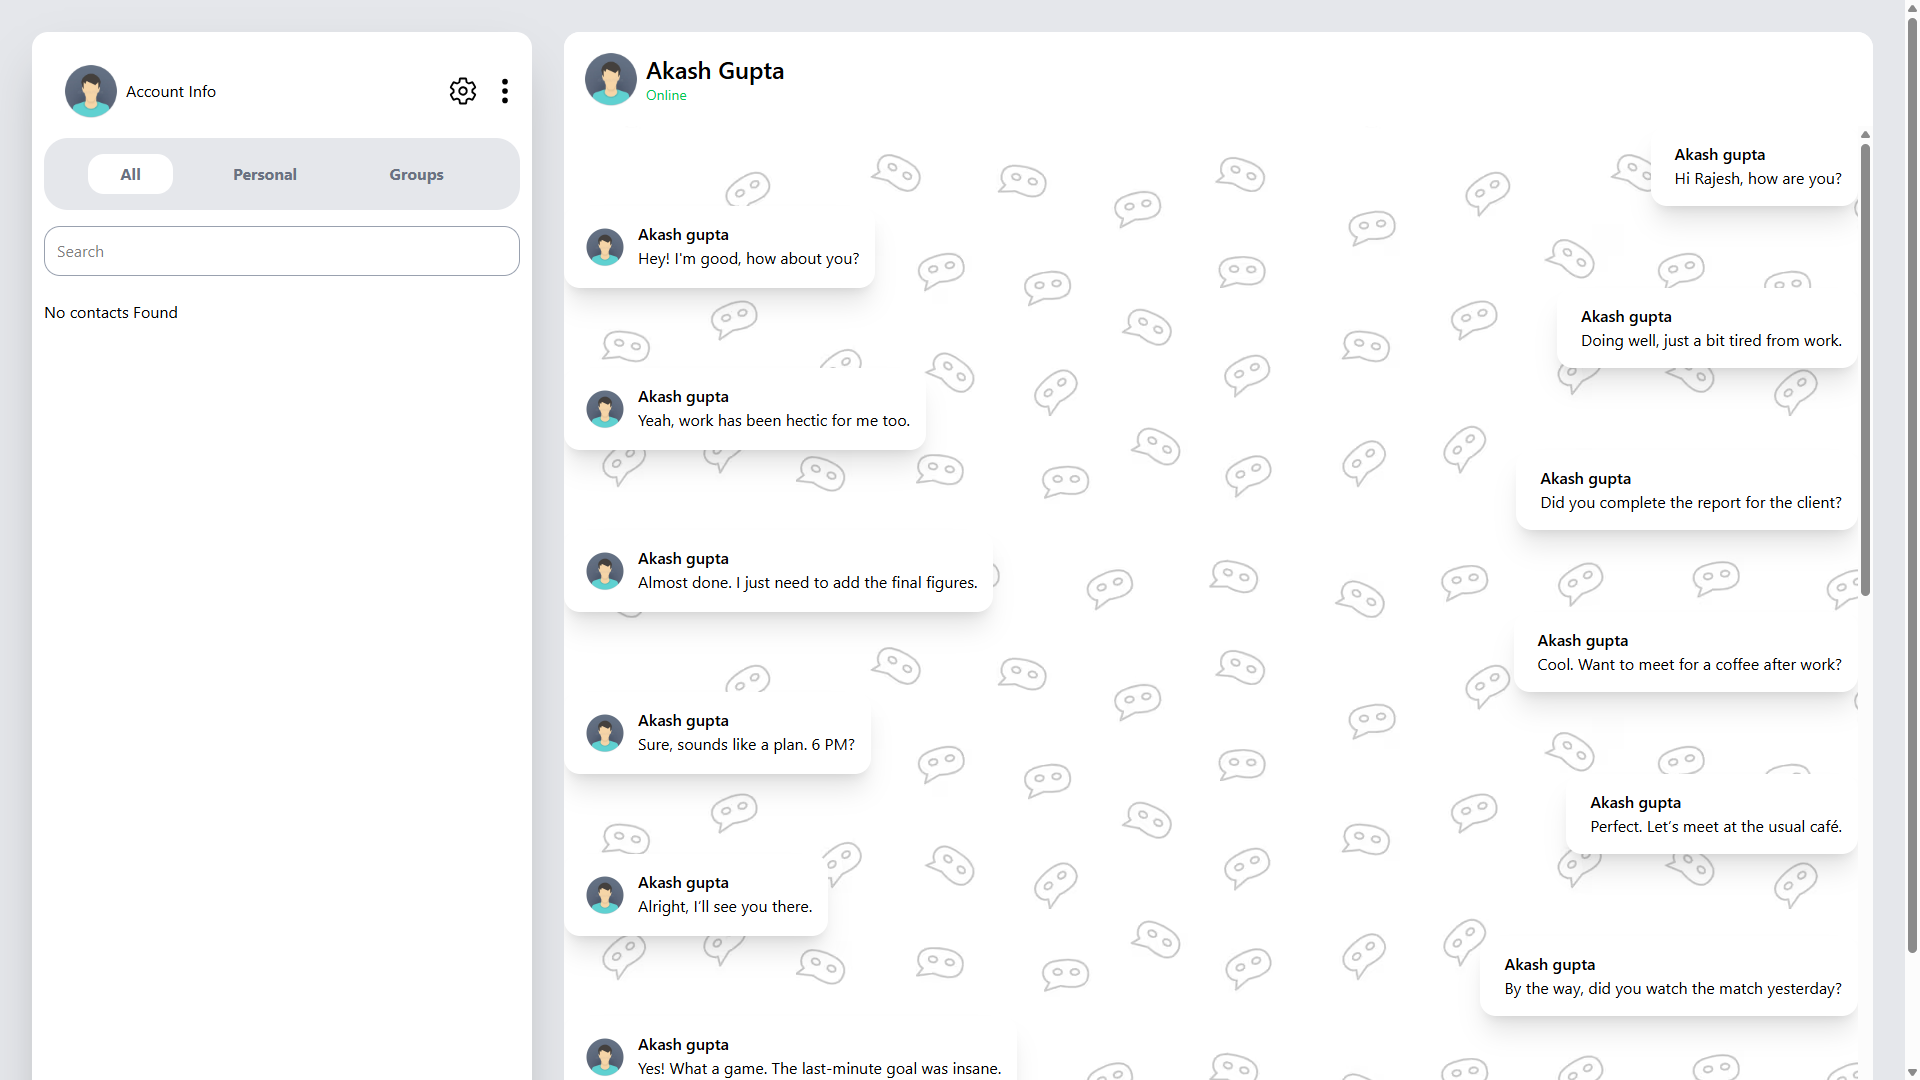 Account Info
All
Personal
Groups
Search
No contacts Found
Akash Gupta
Online
Akash gupta
Hi Rajesh, how are you?
Akash gupta
Hey! I'm good, how about you?
Akash gupta
Doing well, just a bit tired from work.
Akash gupta
Yeah, work has been hectic for me too.
Akash gupta
Did you complete the report for the client?
Akash gupta
Almost done. I just need to add the final figures.
Akash gupta
Cool. Want to meet for a coffee after work?
Akash gupta
Sure, sounds like a plan. 6 PM?
Akash gupta
Perfect. Let’s meet at the usual café.
Akash gupta
Alright, I’ll see you there.
Akash gupta
By the way, did you watch the match yesterday?
Akash gupta
Yes! What a game. The last-minute goal was insane.